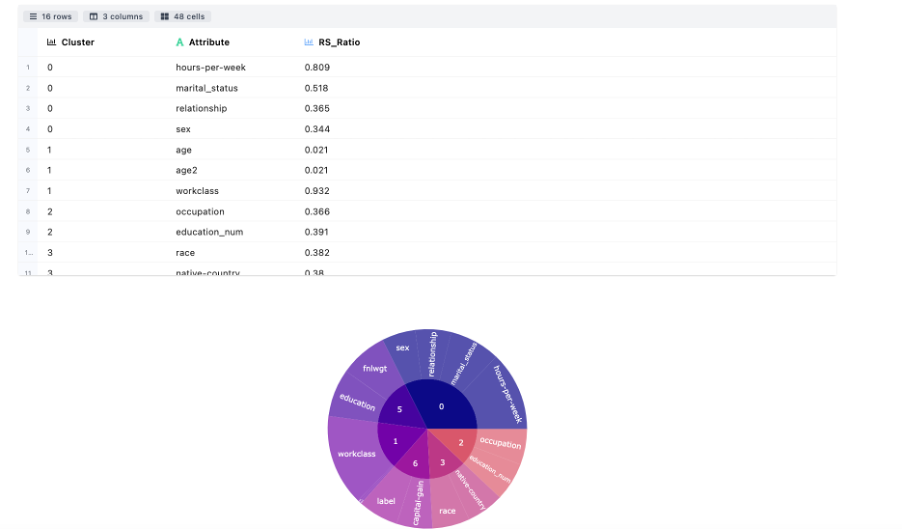 16 rows 3 columns 48 cells
Cluster Attribute RS_Ratio
1 0 hours-per-week 0.809
2 0 marital_status 0.518
3 0 relationship 0.365
4 0 sex 0.344
5 1 age 0.021
6 1 age2 0.021
7 1 workclass 0.932
8 2 occupation 0.366
9 2 education_num 0.391
1... 3 race 0.382
11 3 native-country 0.38
sex
relationship
marital_status
hours-per-week
fnlwgt
education
5
0
workclass
1
2
occupation
education_num
6
3
native-country
label
capital-gain
race